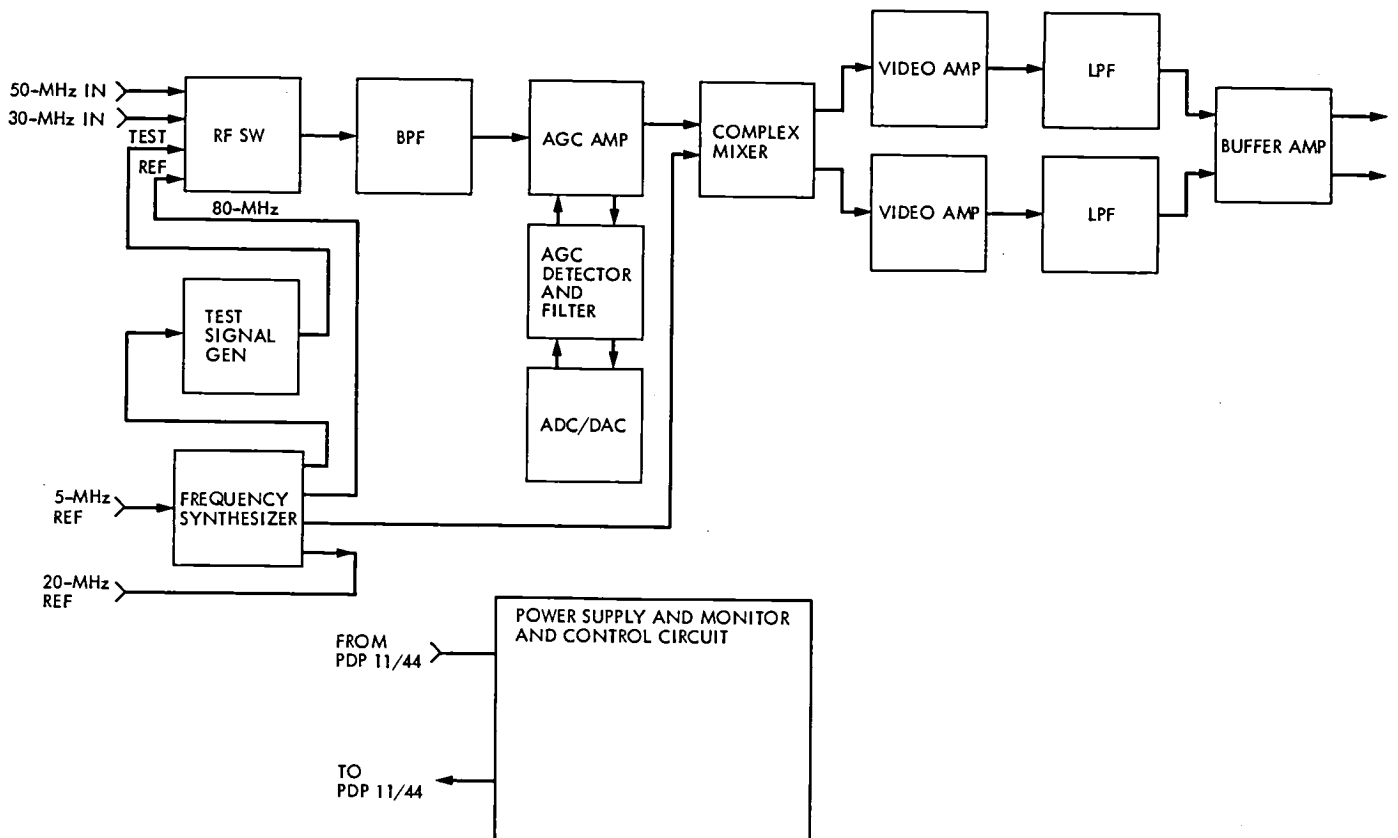 50-MHz IN
30-MHz IN
TEST
REF
80-MHz
RF SW
BPF
AGC AMP
COMPLEX
MIXER
VIDEO AMP
LPF
VIDEO AMP
LPF
BUFFER AMP
AGC
DETECTOR
AND
FILTER
ADC/DAC
TEST
SIGNAL
GEN
5-MHz
REF
FREQUENCY
SYNTHESIZER
20-MHz
REF
POWER SUPPLY AND MONITOR
AND CONTROL CIRCUIT
FROM
PDP 11/44
TO
PDP 11/44